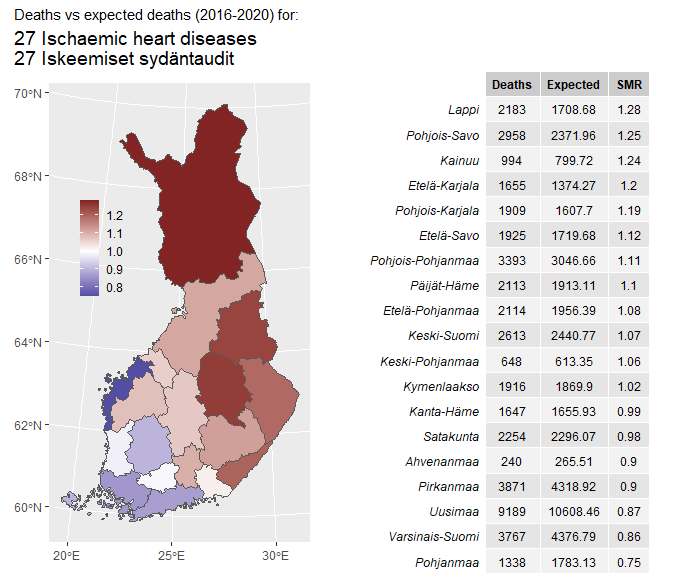 Deaths vs expected deaths (2016-2020) for:
27 Ischaemic heart diseases
27 Iskeemiset sydäntaudit
70°N
68°N
66°N
64°N
62°N
60°N
20°E 25°E 30°E
1.2
1.1
1.0
0.9
0.8
Deaths Expected SMR
Lappi 2183 1708.68 1.28
Pohjois-Savo 2958 2371.96 1.25
Kainuu 994 799.72 1.24
Etelä-Karjala 1655 1374.27 1.2
Pohjois-Karjala 1909 1607.7 1.19
Etelä-Savo 1925 1719.68 1.12
Pohjois-Pohjanmaa 3393 3046.66 1.11
Päijät-Häme 2113 1913.11 1.1
Etelä-Pohjanmaa 2114 1956.39 1.08
Keski-Suomi 2613 2440.77 1.07
Keski-Pohjanmaa 648 613.35 1.06
Kymenlaakso 1916 1869.9 1.02
Kanta-Häme 1647 1655.93 0.99
Satakunta 2254 2296.07 0.98
Ahvenanmaa 240 265.51 0.9
Pirkanmaa 3871 4318.92 0.9
Uusimaa 9189 10608.46 0.87
Varsinais-Suomi 3767 4376.79 0.86
Pohjanmaa 1338 1783.13 0.75